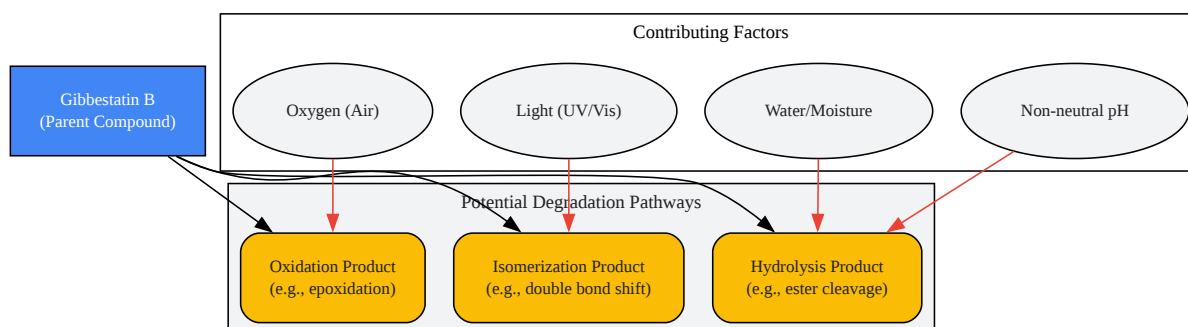 Contributing Factors
Gibbestatin B
(Parent Compound)
Oxygen (Air)
Light (UV/Vis)
Water/Moisture
Non-neutral pH
Potential Degradation Pathways
Oxidation Product
(e.g., epoxidation)
Isomerization Product
(e.g., double bond shift)
Hydrolysis Product
(e.g., ester cleavage)